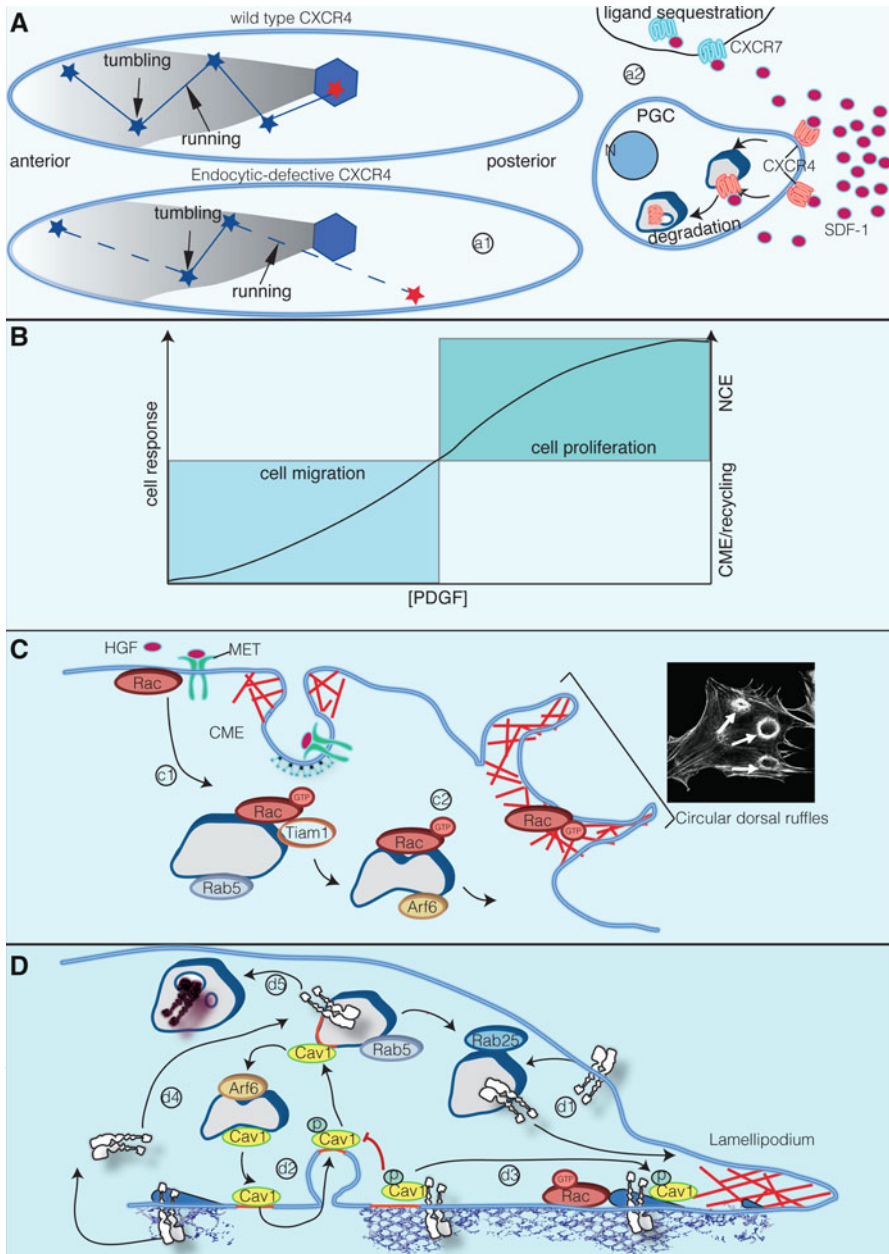 A
wild type CXCR4
tumbling
running
anterior
posterior
Endocytic-defective CXCR4
tumbling
running
a1
ligand sequestration
CXCR7
a2
PGC
N
CXCR4
degradation
SDF-1
B
cell response
cell migration
cell proliferation
NCE
CME/recycling
[PDGF]
C
HGF
MET
Rac
CME
c1
Rac
GTP
Tiam1
Rab5
c2
GTP
Rac
Arf6
Rac
GTP
Circular dorsal ruffles
D
d5
Cav1
Rab5
Rab25
d4
Arf6
Cav1
d1
p
Cav1
d2
Cav1
p
Cav1
d3
GTP
Rac
p
Cav1
Lamellipodium